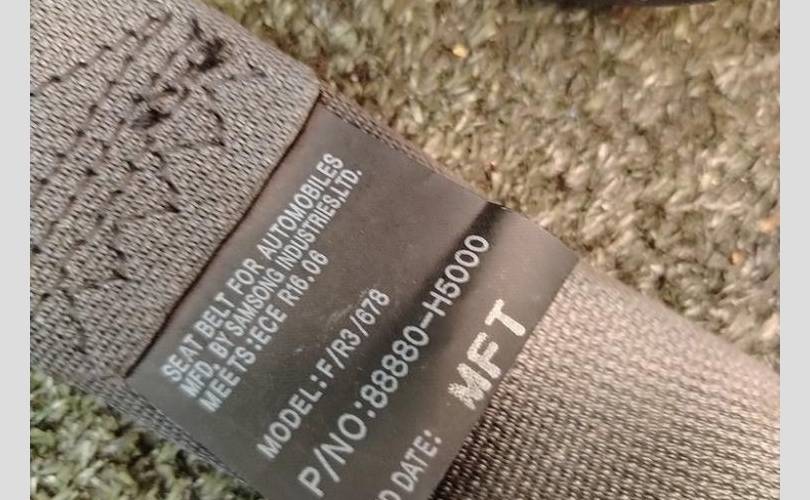 SEAT BELT FOR AUTOMOBILES
MFD. BY SAMSONG INDUSTRIES,LTD.
MEETS:ECE R16.06
MODEL: F/R3/678
P/NO:88880-H5000
D DATE:
MFT